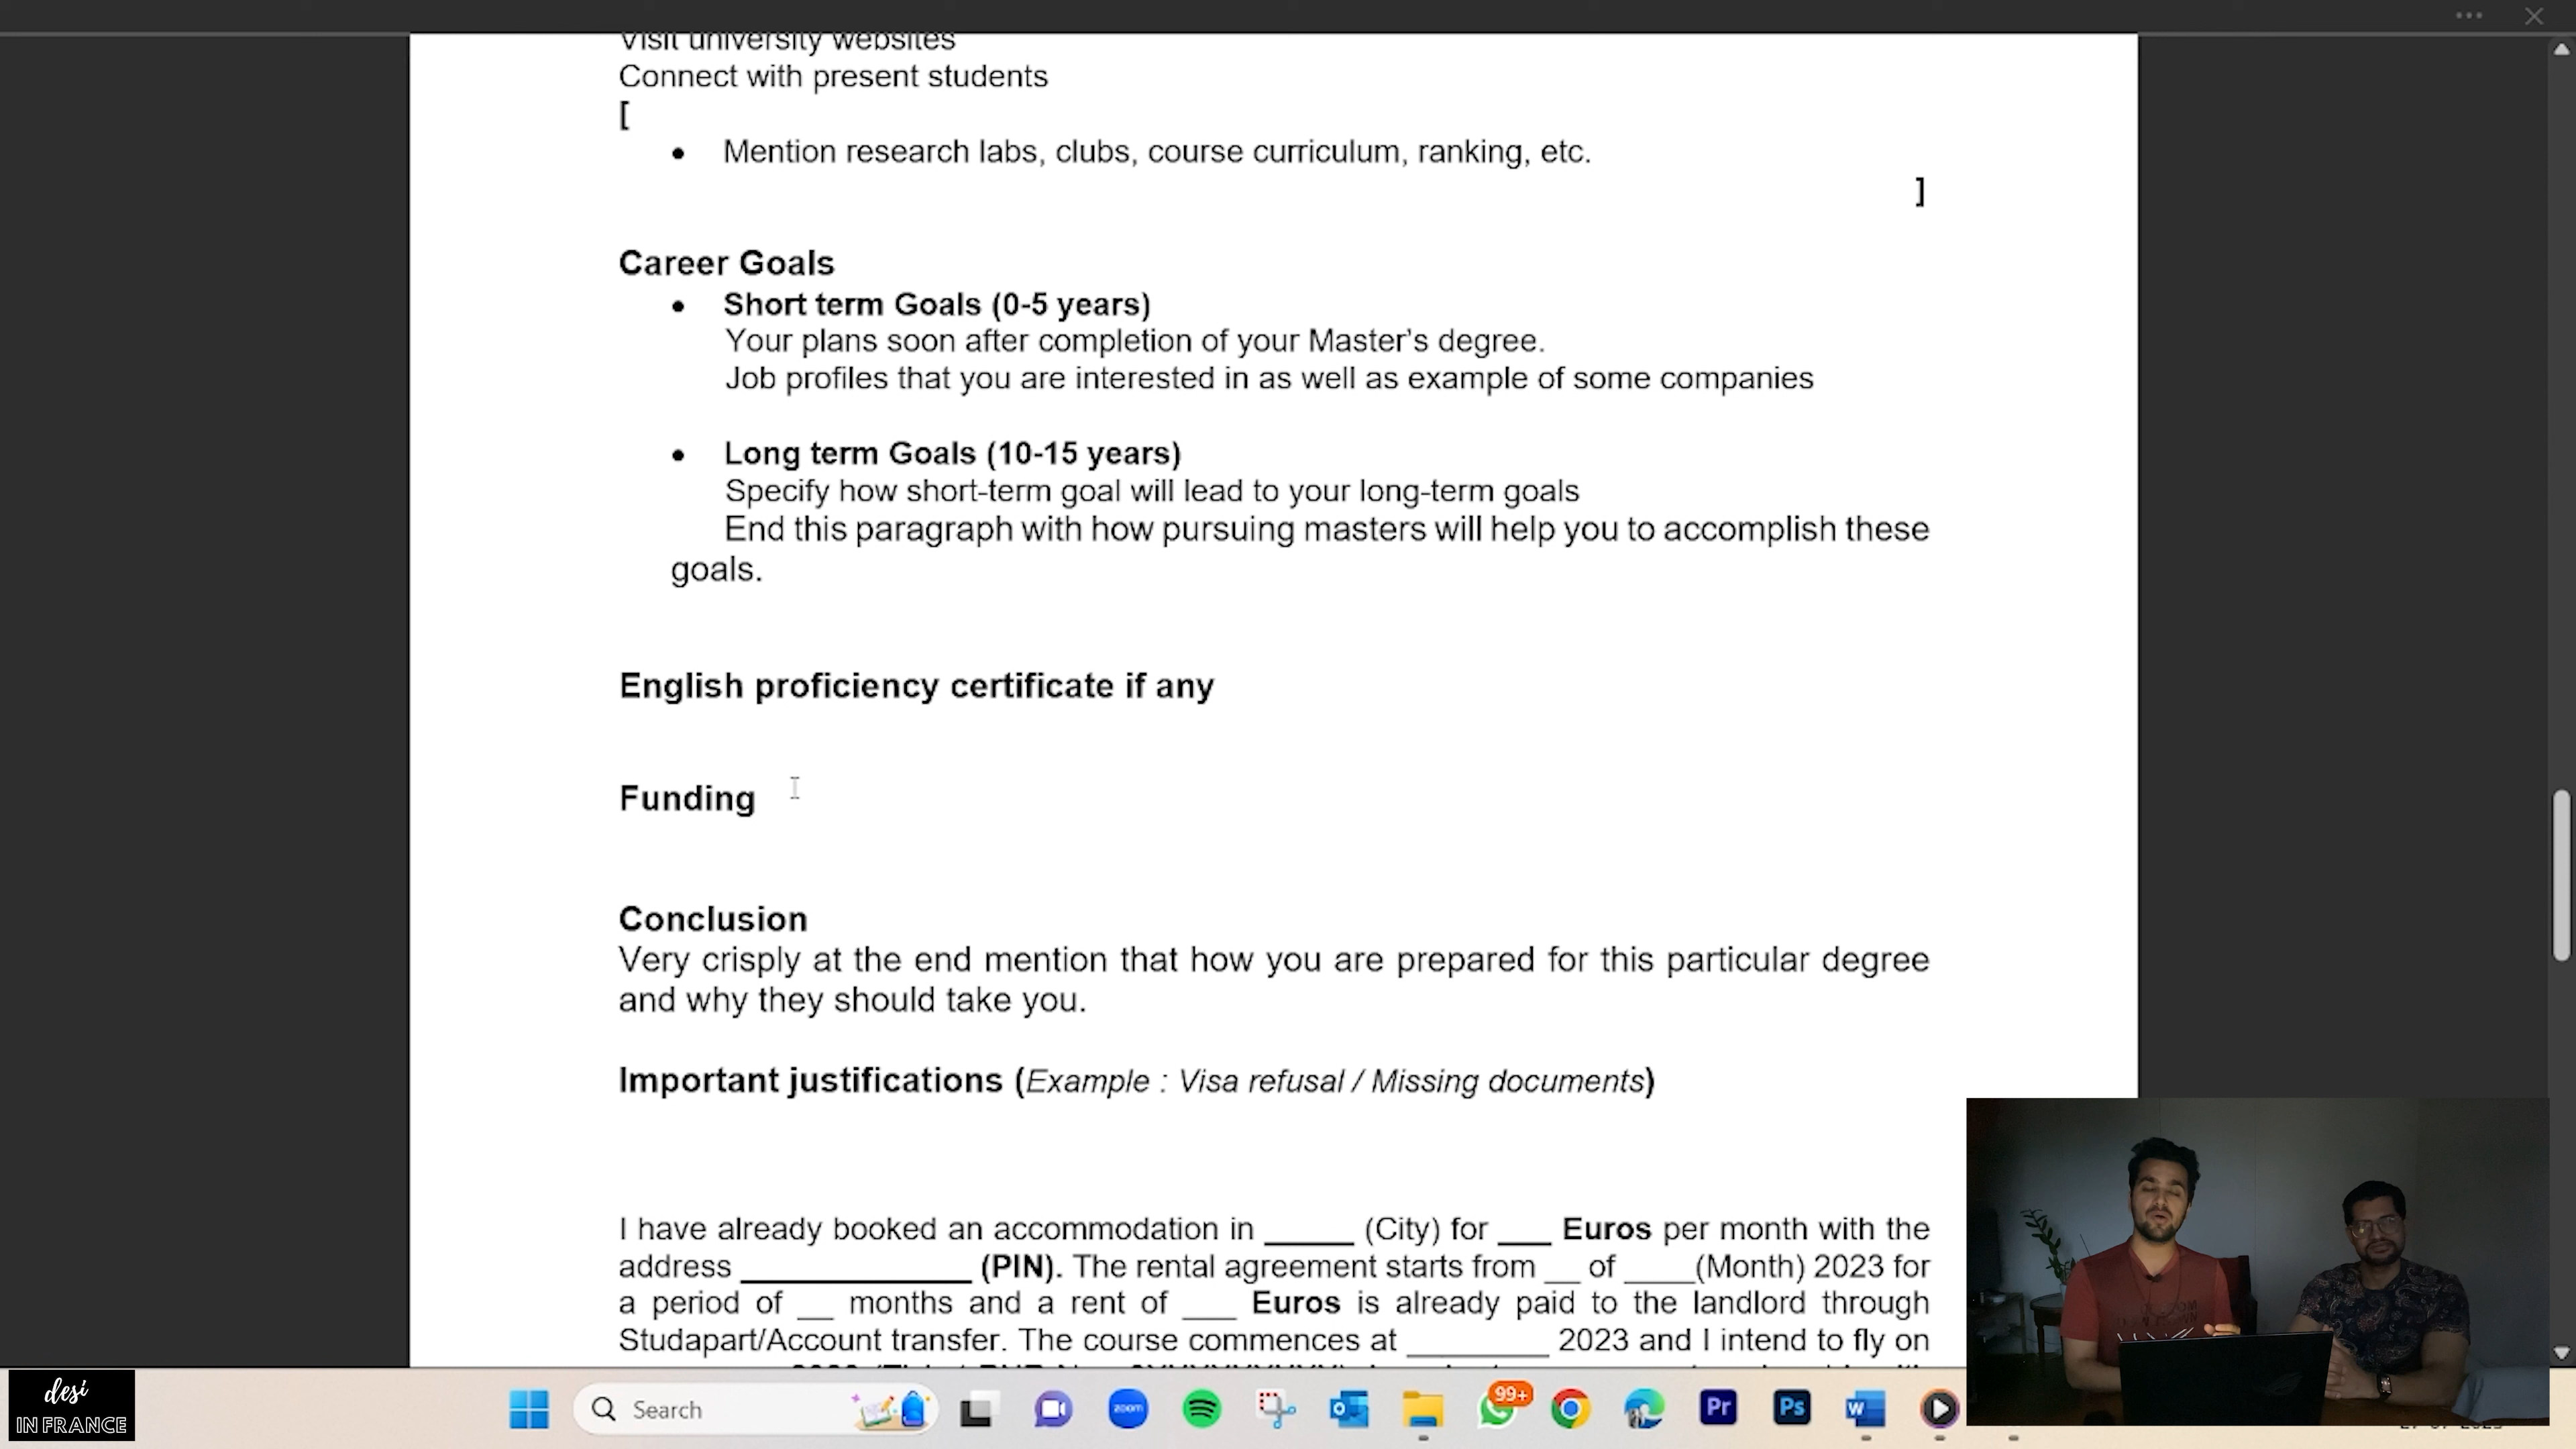 Visit university websites
Connect with present students
[
• Mention research labs, clubs, course curriculum, ranking, etc.
]
Career Goals
• Short term Goals (0-5 years)
Your plans soon after completion of your Master's degree.
Job profiles that you are interested in as well as example of some companies
• Long term Goals (10-15 years)
Specify how short-term goal will lead to your long-term goals
End this paragraph with how pursuing masters will help you to accomplish these
goals.
English proficiency certificate if any
Funding
Conclusion
Very crisply at the end mention that how you are prepared for this particular degree
and why they should take you.
Important justifications (Example : Visa refusal / Missing documents)
I have already booked an accommodation in _____ (City) for ___ Euros per month with the
address _____________ (PIN). The rental agreement starts from __ of ____(Month) 2023 for
a period of __ months and a rent of ___ Euros is already paid to the landlord through
Studapart/Account transfer. The course commences at ________ 2023 and I intend to fly on
desi
IN FRANCE
Search
zoom
99+
Pr
Ps